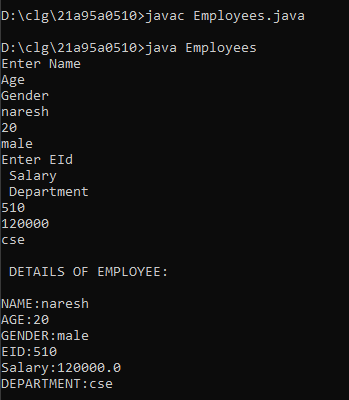 D:\clg\21a95a0510>javac Employees.java
D:\clg\21a95a0510>java Employees
Enter Name
Age
Gender
naresh
20
male
Enter EId
 Salary
 Department
510
120000
cse
 DETAILS OF EMPLOYEE:
NAME:naresh
AGE:20
GENDER:male
EID:510
Salary:120000.0
DEPARTMENT:cse